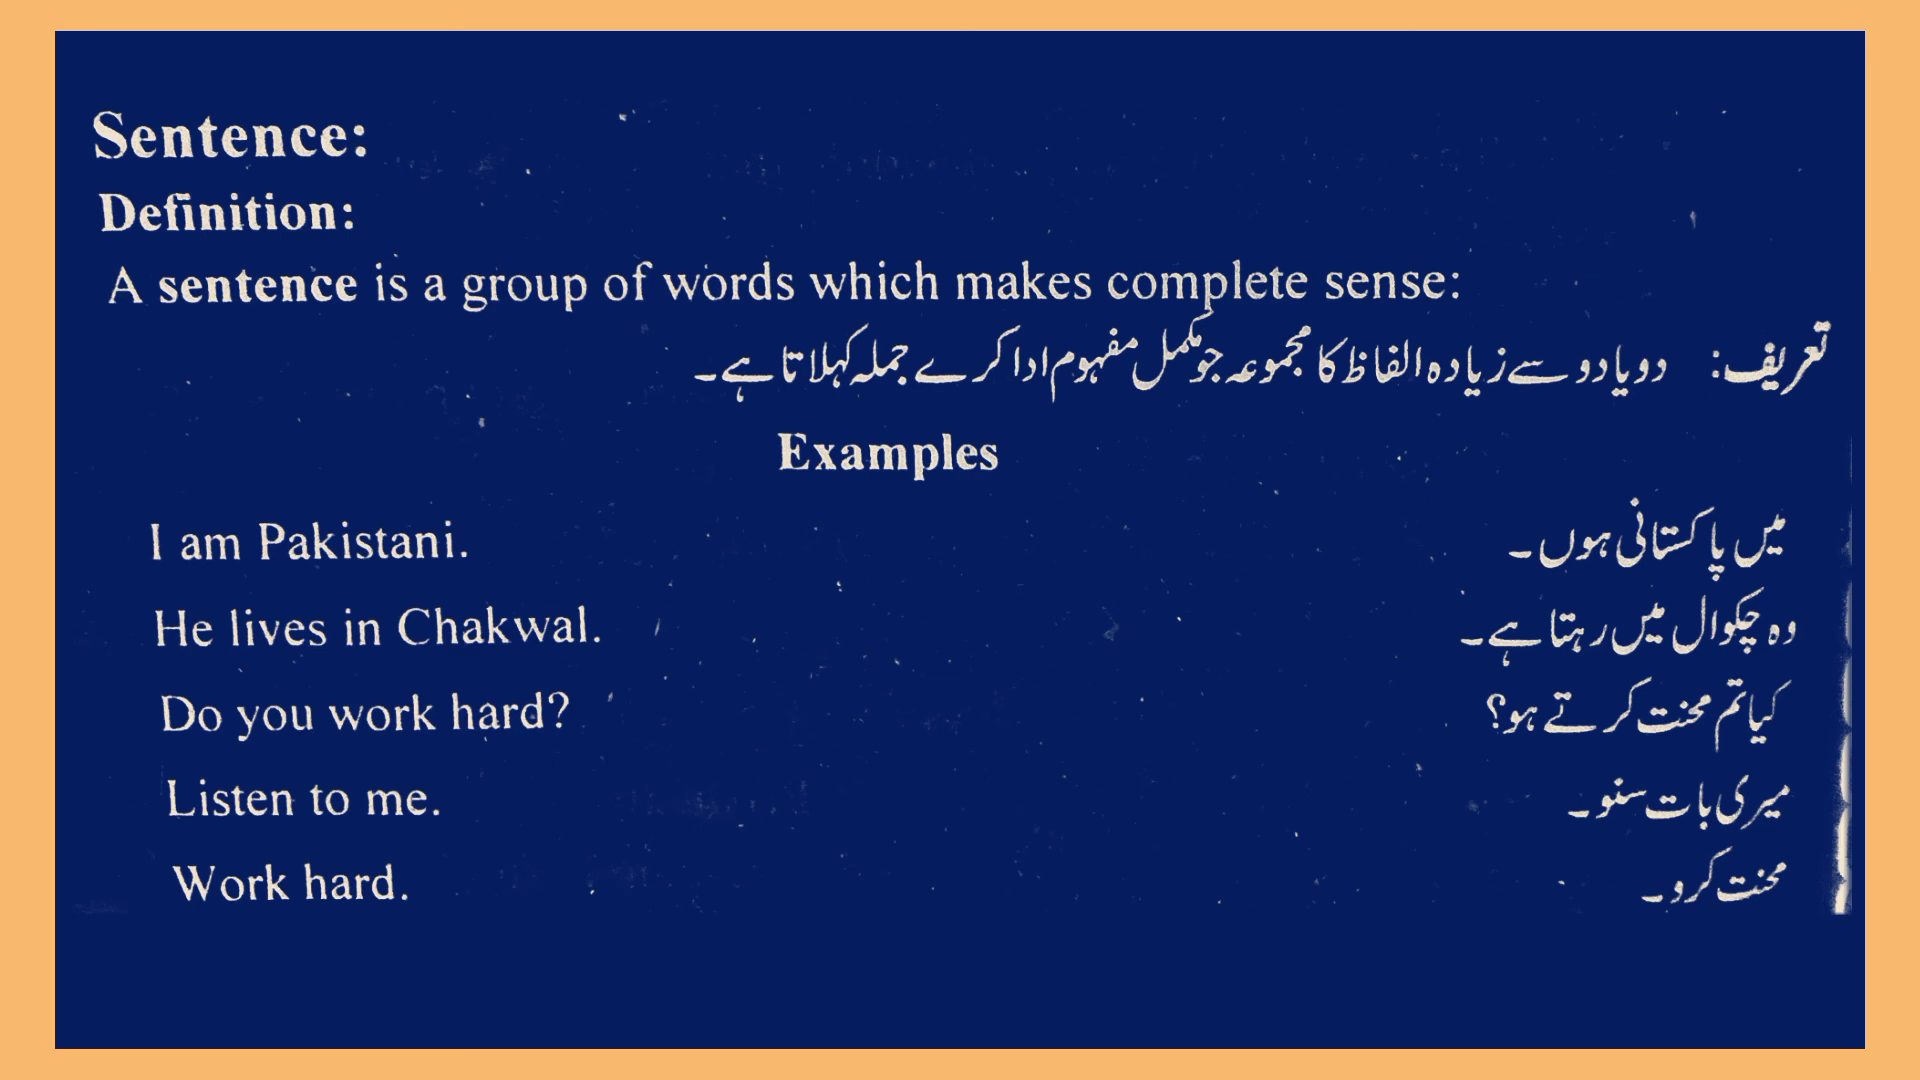 Sentence:
Definition:
A sentence is a group of words which makes complete sense:
تعریف: دو یا دو سے زیادہ الفاظ کا مجموعہ جو مکمل مفہوم ادا کرے جملہ کہلاتا ہے۔
Examples
I am Pakistani. میں پاکستانی ہوں۔
He lives in Chakwal. وہ چکوال میں رہتا ہے۔
Do you work hard? کیا تم محنت کرتے ہو؟
Listen to me. میری بات سنو۔
Work hard. محنت کرو۔